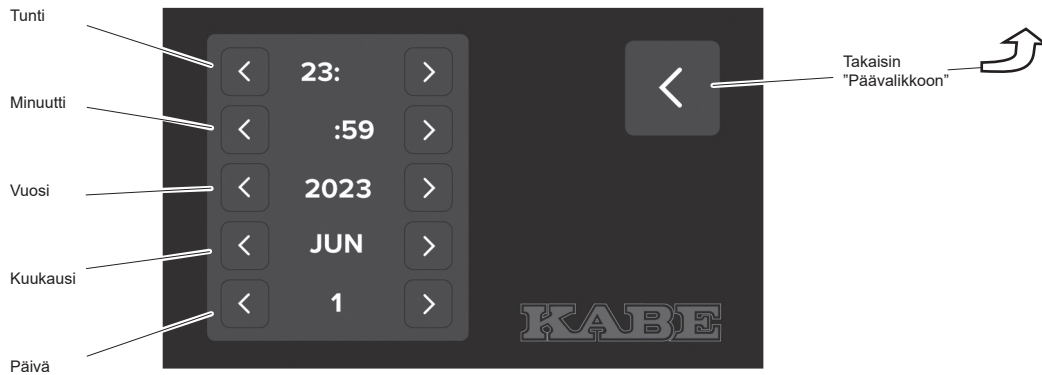 Tunti
Minuutti
Vuosi
Kuukausi
Päivä
23:
:59
2023
JUN
1
KABE
Takaisin
”Päävalikkoon”